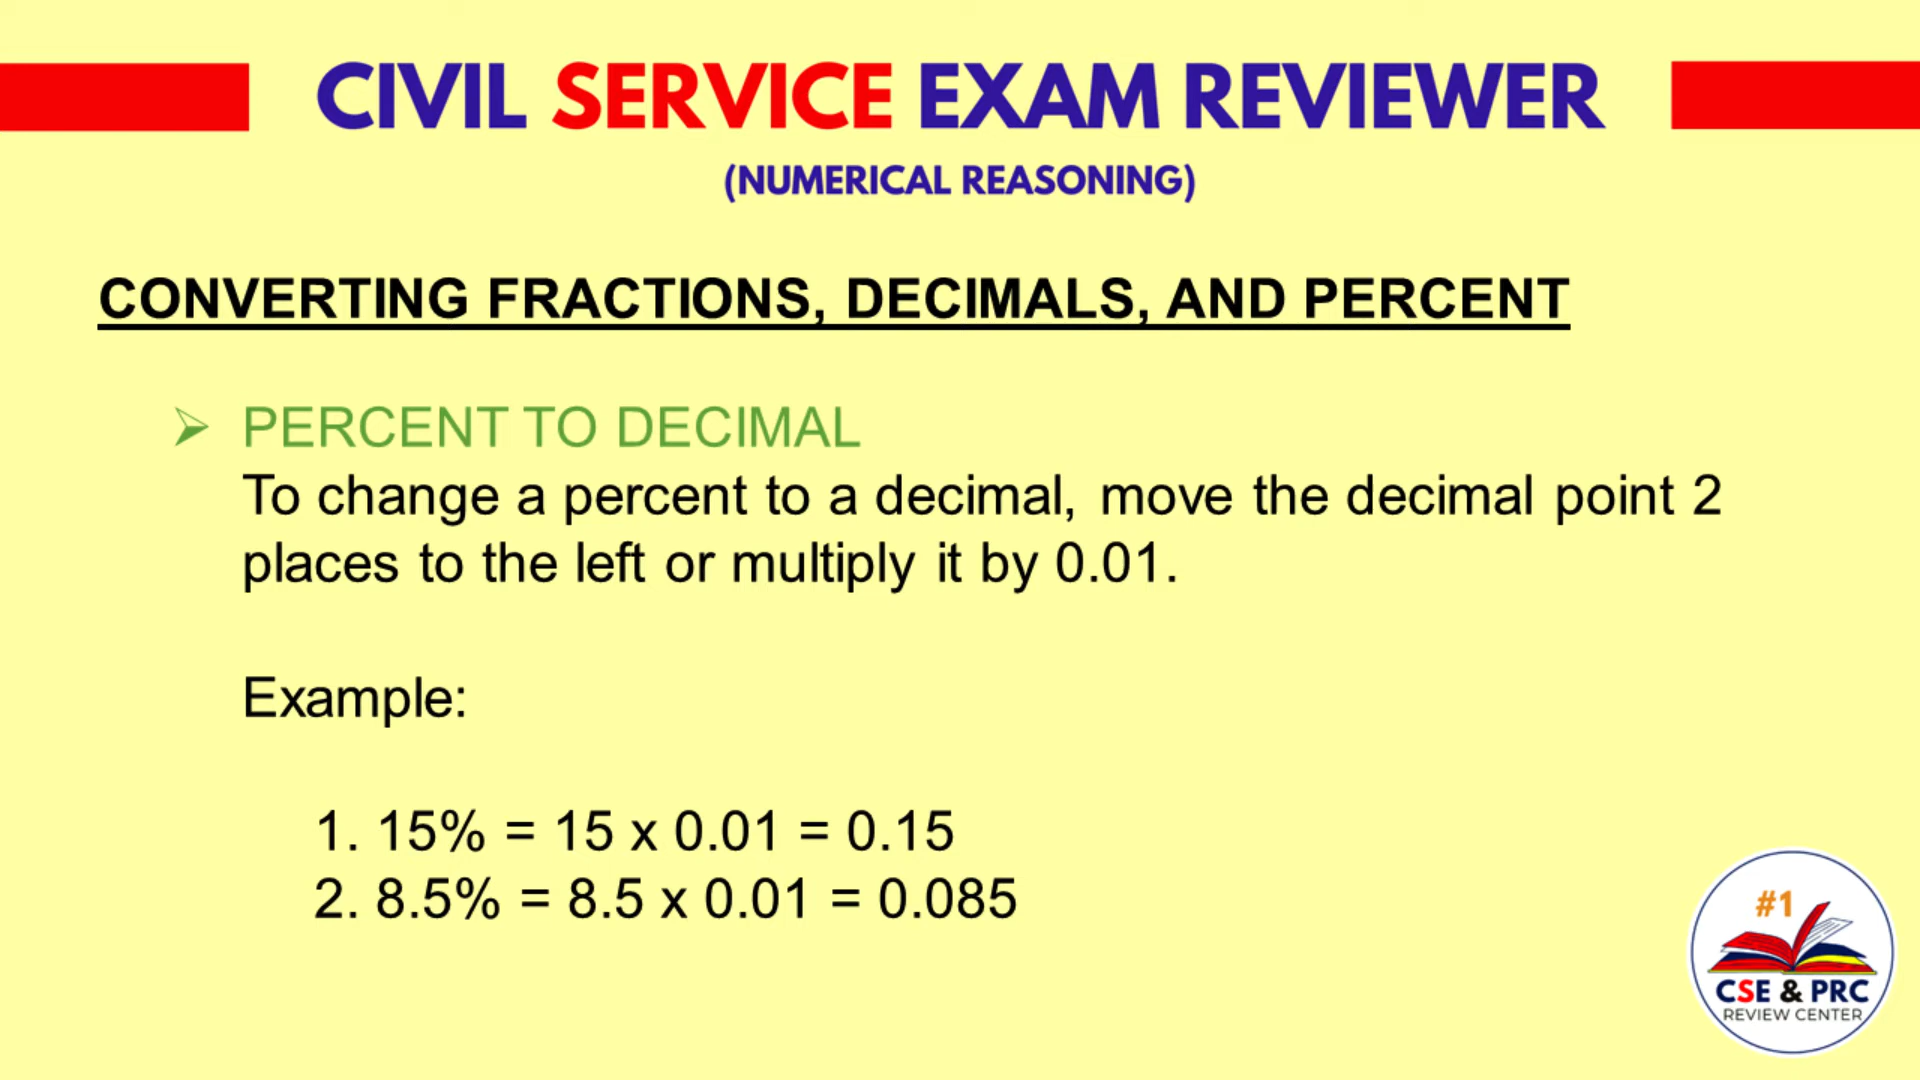 CIVIL SERVICE EXAM REVIEWER
(NUMERICAL REASONING)
CONVERTING FRACTIONS, DECIMALS, AND PERCENT
➢ PERCENT TO DECIMAL
To change a percent to a decimal, move the decimal point 2
places to the left or multiply it by 0.01.
Example:
1. 15% = 15 x 0.01 = 0.15
2. 8.5% = 8.5 x 0.01 = 0.085
#1
CSE & PRC
REVIEW CENTER